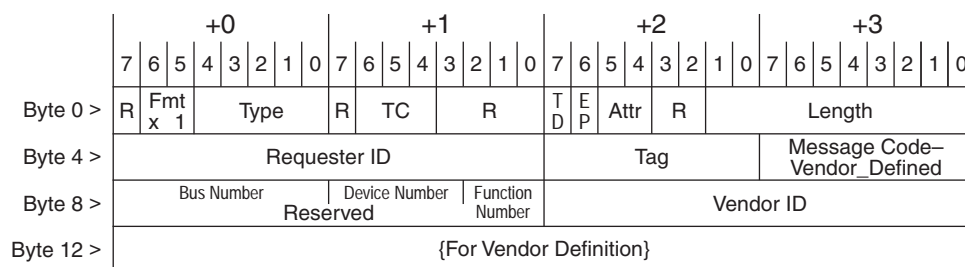 +0 +1 +2 +3
7 6 5 4 3 2 1 0 7 6 5 4 3 2 1 0 7 6 5 4 3 2 1 0 7 6 5 4 3 2 1 0
Byte 0 > R Fmt x 1 Type R TC R TD EP Attr R Length
Byte 4 > Requester ID Tag Message Code–
Vendor_Defined
Byte 8 > Bus Number Device Number Function Number Reserved Vendor ID
Byte 12 > {For Vendor Definition}